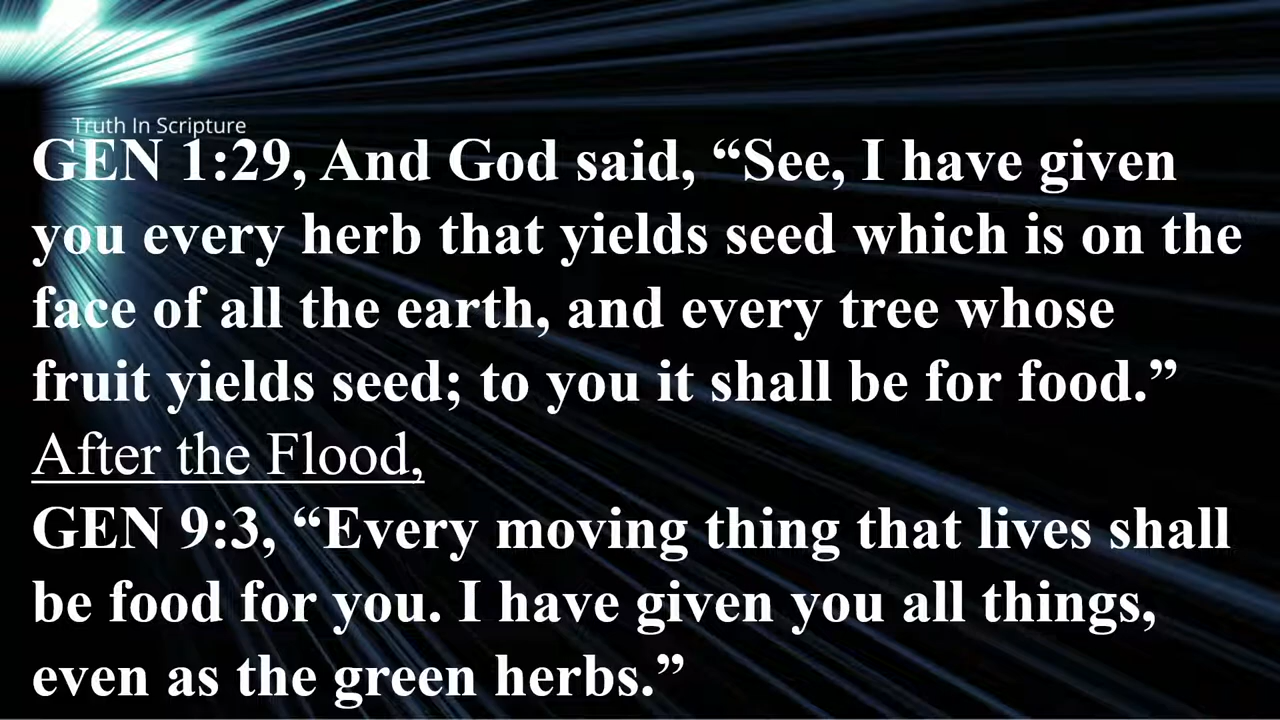 Truth In Scripture
GEN 1:29, And God said, “See, I have given
you every herb that yields seed which is on the
face of all the earth, and every tree whose
fruit yields seed; to you it shall be for food.”
After the Flood,
GEN 9:3, “Every moving thing that lives shall
be food for you. I have given you all things,
even as the green herbs.”